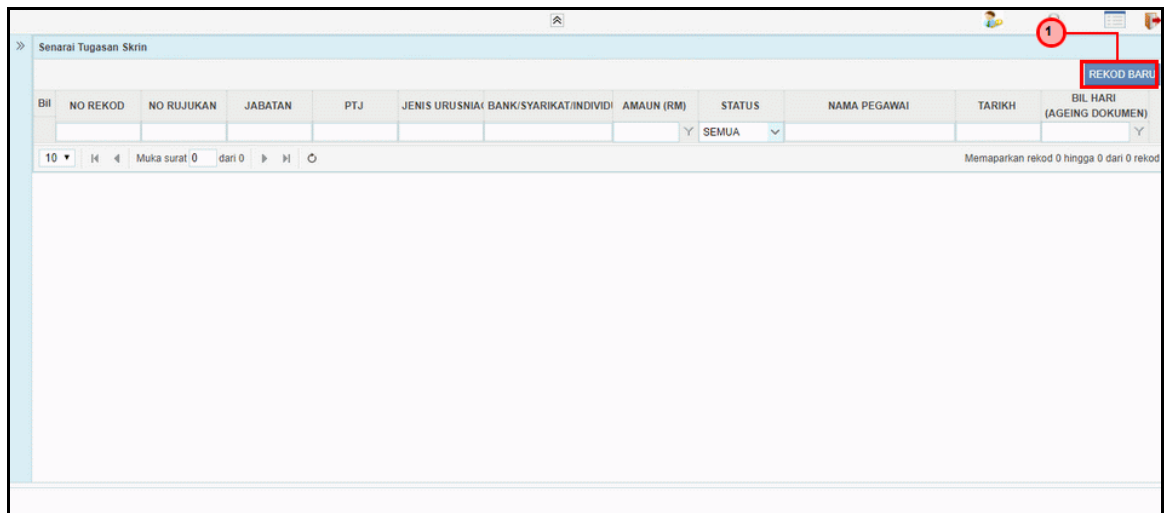 1
Senarai Tugasan Skrin
REKOD BARU
Bil NO REKOD NO RUJUKAN JABATAN PTJ JENIS URUSNIA BANK/SYARIKAT/INDIVID AMAUN (RM) STATUS NAMA PEGAWAI TARIKH BIL HARI
(AGEING DOKUMEN)
SEMUA
10 Muka surat 0 dari 0 Memaparkan rekod 0 hingga 0 dari 0 rekod